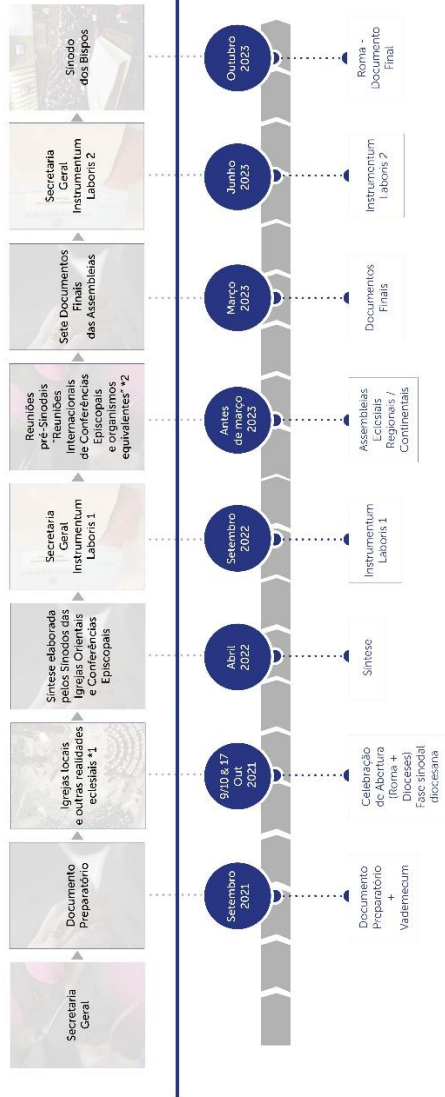 Secretaria
Geral
Documento
Preparatório
Igrejas locais
e outras realidades
eclesiais *1
Síntese elaborada
pelos Sínodos das
Igrejas Orientais
e Conferências
Episcopais
Secretaria
Geral
Instrumentum
Laboris 1
Reuniões
pré-Sinodais
"Reuniões
Internacionais
de Conferências
Episcopais
e organismos
equivalentes" *2
Sete Documentos
Finais
das Assembleias
Secretaria
Geral
Instrumentum
Laboris 2
Sínodo
dos Bispos
Setembro
2021
9/10 & 17
Out
2021
Abril
2022
Setembro
2022
Antes
de março
2023
Março
2023
Junho
2023
Outubro
2023
Documento
Preparatório
+
Vademecum
Celebração
de Abertura
(Roma +
Dioceses)
Fase sinodal
diocesana
Síntese
Instrumentum
Laboris 1
Assembleias
Eclesiais
Regionais /
Continentais
Documentos
Finais
Instrumentum
Laboris 2
Roma -
Documento
Final